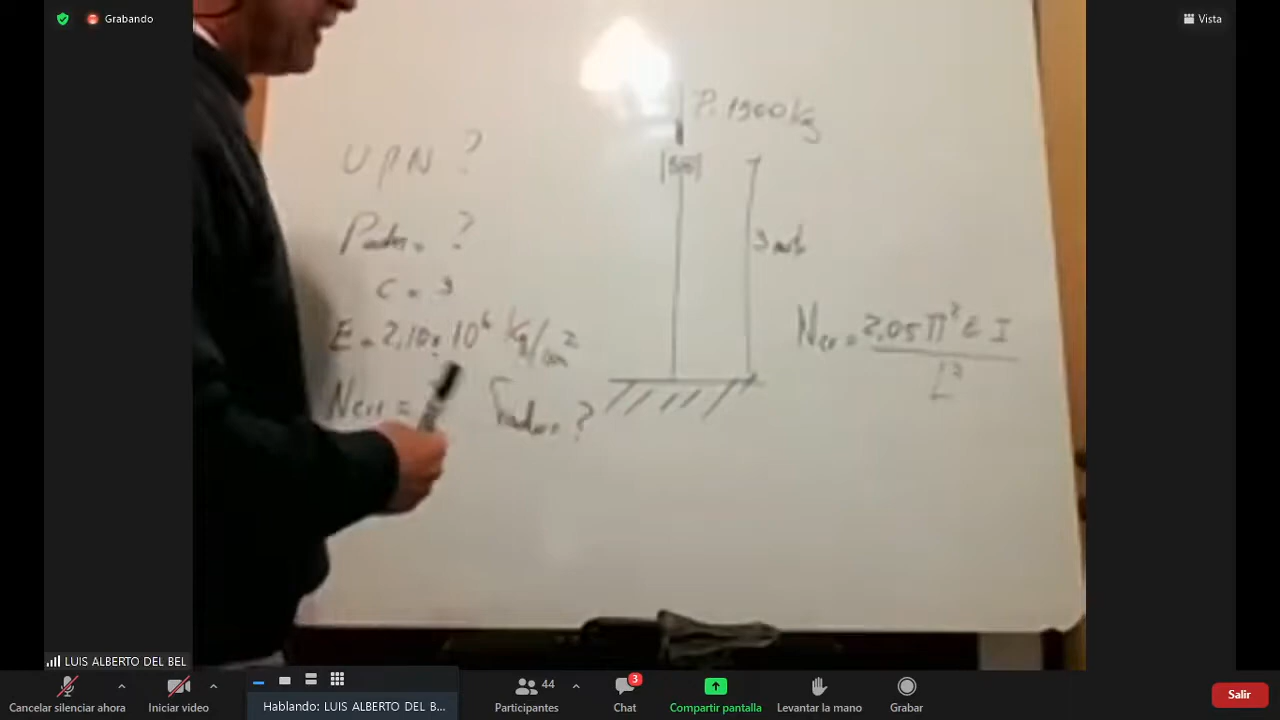 Grabando
Vista
P= 1500 kg
UPN ?
Padm = ?
3 mts
C = 3
E = 2,10 x 10⁶ kg/cm²
Ncr = 2.05 π² E I
L²
Ncr =
adm = ?
LUIS ALBERTO DEL BEL
Cancelar silenciar ahora
Iniciar video
Hablando: LUIS ALBERTO DEL B...
44
Participantes
3
Chat
Compartir pantalla
Levantar la mano
Grabar
Salir